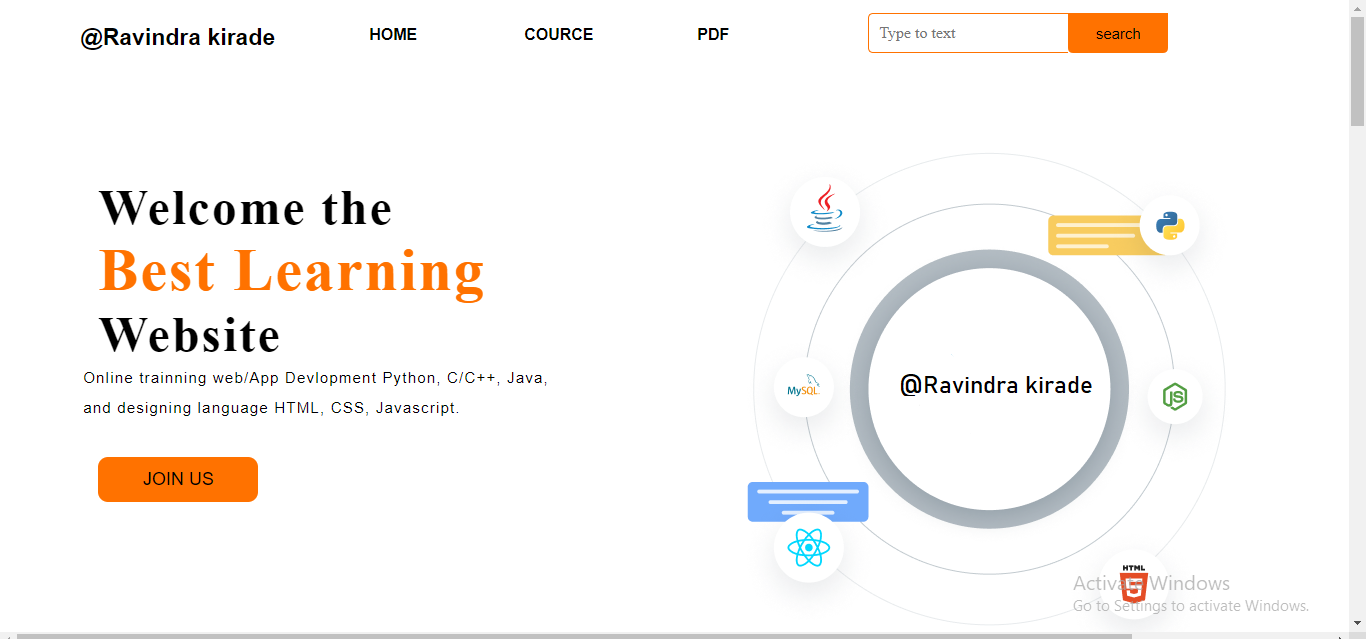 @Ravindra kirade
HOME
COURCE
PDF
Type to text
search
Welcome the
Best Learning
Website
Online trainning web/App Devlopment Python, C/C++, Java,
and designing language HTML, CSS, Javascript.
JOIN US
MySQL
@Ravindra kirade
JS
HTML
Activate Windows
Go to Settings to activate Windows.